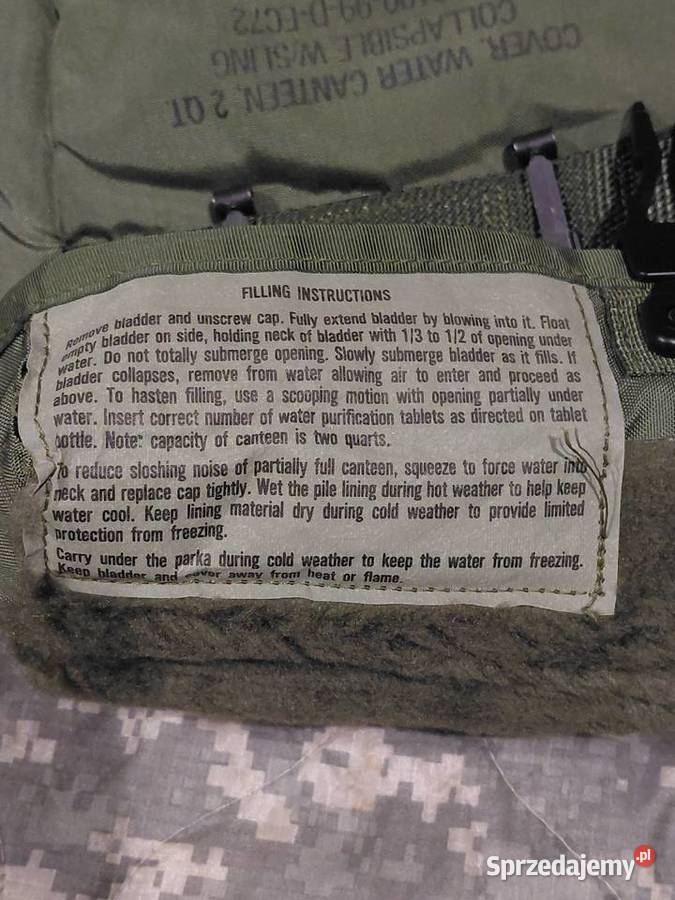 COVER, WATER CANTEEN, 2 QT.
COLLAPSIBLE W/SLING
100-99-D-EC72
FILLING INSTRUCTIONS
Remove bladder and unscrew cap. Fully extend bladder by blowing into it. Float
empty bladder on side, holding neck of bladder with 1/3 to 1/2 of opening under
water. Do not totally submerge opening. Slowly submerge bladder as it fills. If
bladder collapses, remove from water allowing air to enter and proceed as
above. To hasten filling, use a scooping motion with opening partially under
water. Insert correct number of water purification tablets as directed on tablet
bottle. Note: capacity of canteen is two quarts.
To reduce sloshing noise of partially full canteen, squeeze to force water into
neck and replace cap tightly. Wet the pile lining during hot weather to help keep
water cool. Keep lining material dry during cold weather to provide limited
protection from freezing.
Carry under the parka during cold weather to keep the water from freezing.
Keep bladder and cover away from heat or flame.
Sprzedajemy.pl